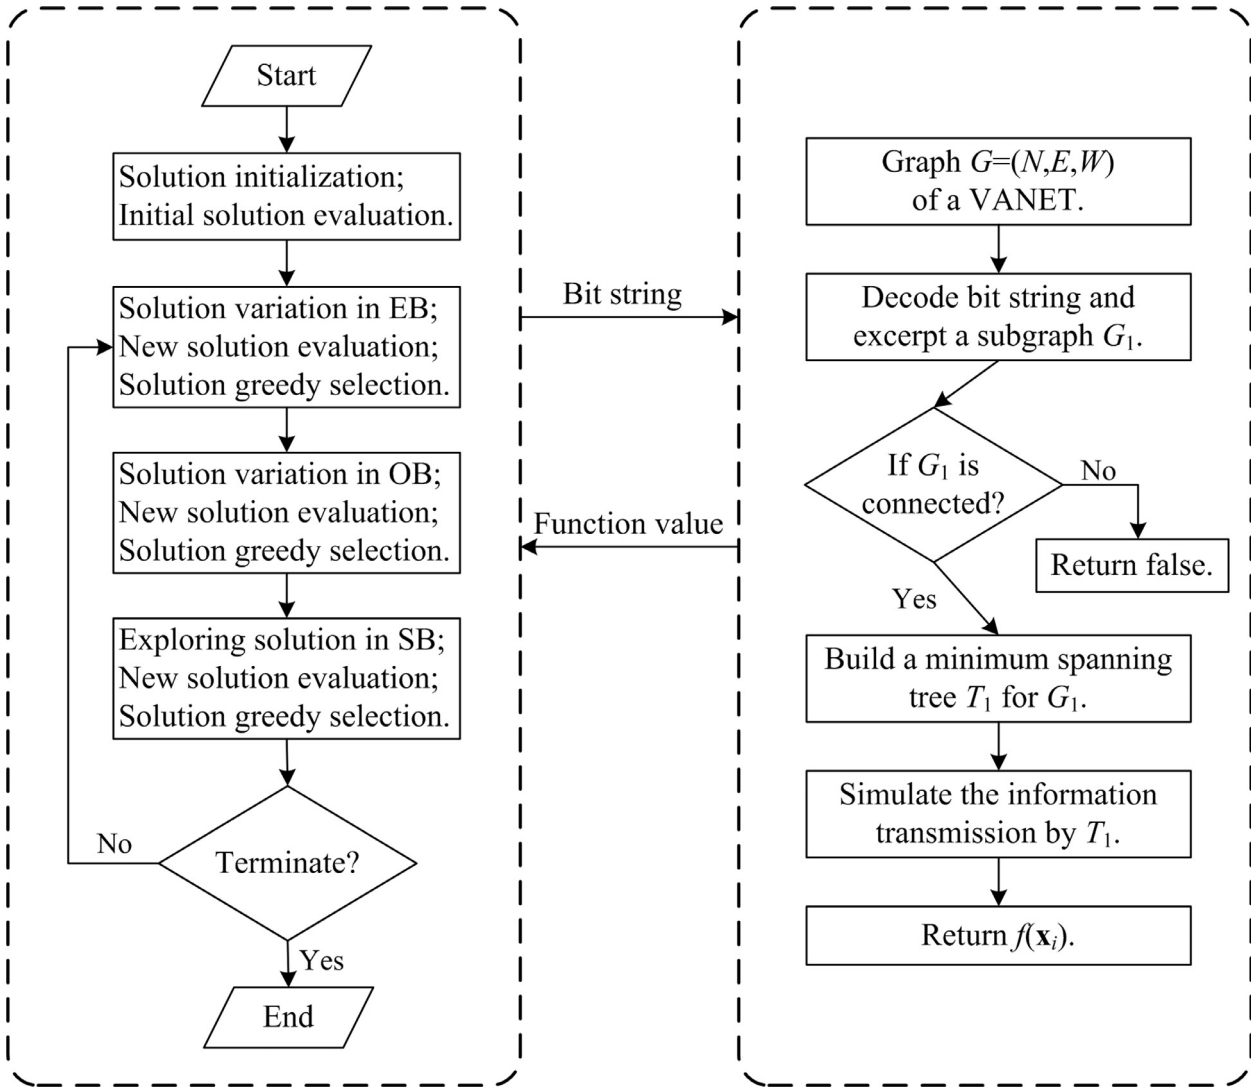 Start
Solution initialization;
Initial solution evaluation.
Solution variation in EB;
New solution evaluation;
Solution greedy selection.
Solution variation in OB;
New solution evaluation;
Solution greedy selection.
Exploring solution in SB;
New solution evaluation;
Solution greedy selection.
No
Terminate?
Yes
End
Bit string
Function value
Graph G=(N,E,W)
of a VANET.
Decode bit string and
excerpt a subgraph G₁.
If G₁ is
connected?
No
Return false.
Yes
Build a minimum spanning
tree T₁ for G₁.
Simulate the information
transmission by T₁.
Return f(xᵢ).